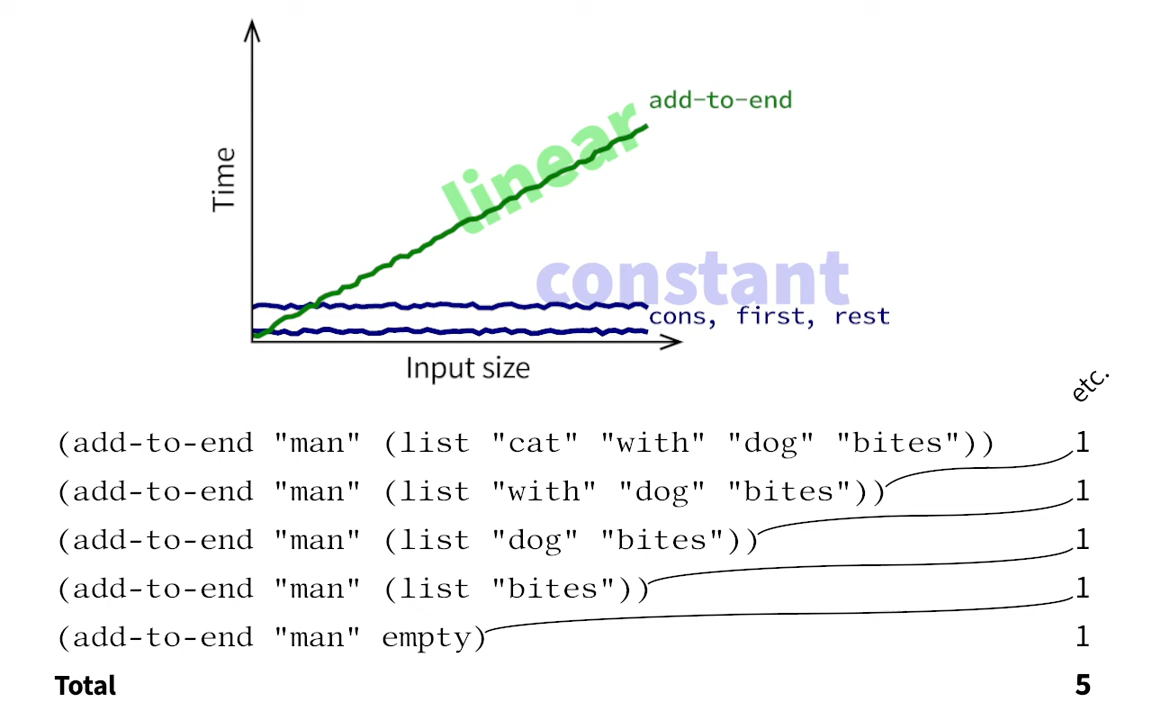 add-to-end
linear
Time
constant
cons, first, rest
Input size
etc.
(add-to-end "man" (list "cat" "with" "dog" "bites")) 1
(add-to-end "man" (list "with" "dog" "bites")) 1
(add-to-end "man" (list "dog" "bites")) 1
(add-to-end "man" (list "bites")) 1
(add-to-end "man" empty) 1
Total 5